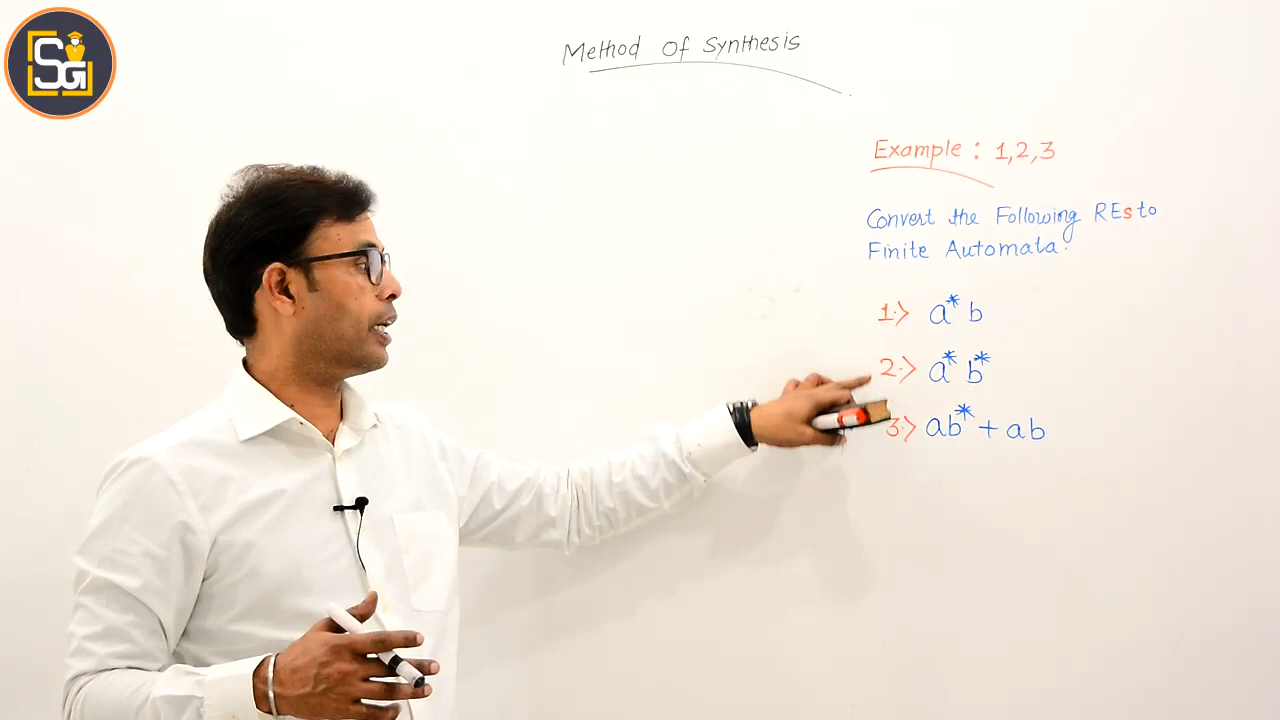 SG
Method Of Synthesis
Example : 1,2,3
Convert the Following REs to
Finite Automata.
1.> a* b
2.> a* b*
3.> ab* + ab